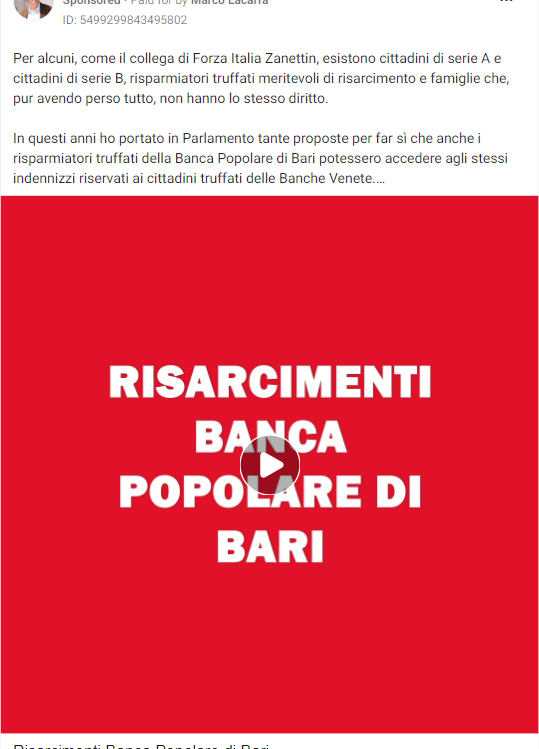 Sponsored · Paid for by Marco Lacarra
ID: 5499299843495802
Per alcuni, come il collega di Forza Italia Zanettin, esistono cittadini di serie A e
cittadini di serie B, risparmiatori truffati meritevoli di risarcimento e famiglie che,
pur avendo perso tutto, non hanno lo stesso diritto.
In questi anni ho portato in Parlamento tante proposte per far sì che anche i
risparmiatori truffati della Banca Popolare di Bari potessero accedere agli stessi
indennizzi riservati ai cittadini truffati delle Banche Venete....
RISARCIMENTI
BANCA
POPOLARE DI
BARI
Risarcimenti Banca Popolare di Bari